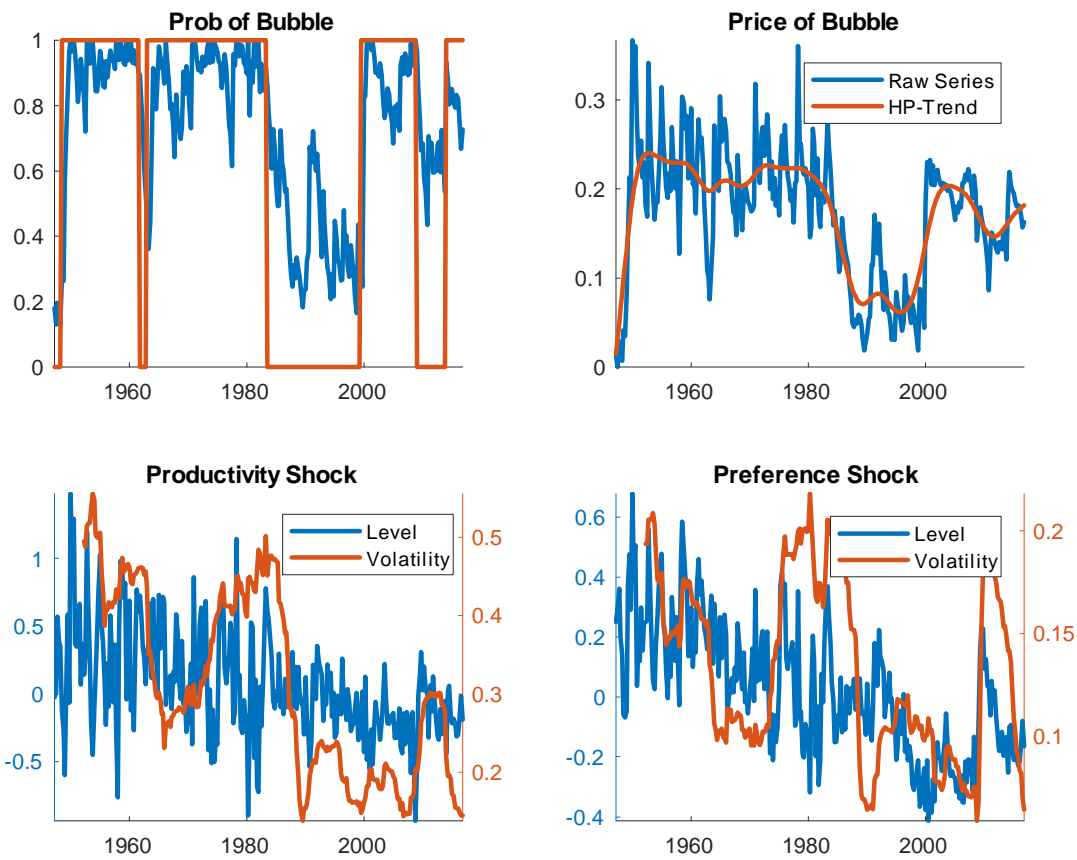 Prob of Bubble
1
0.8
0.6
0.4
0.2
0
1960 1980 2000
Price of Bubble
Raw Series
HP-Trend
0.3
0.2
0.1
0
1960 1980 2000
Productivity Shock
Level
Volatility
1
0.5
0
-0.5
0.5
0.4
0.3
0.2
1960 1980 2000
Preference Shock
Level
Volatility
0.6
0.4
0.2
0
-0.2
-0.4
0.2
0.15
0.1
1960 1980 2000